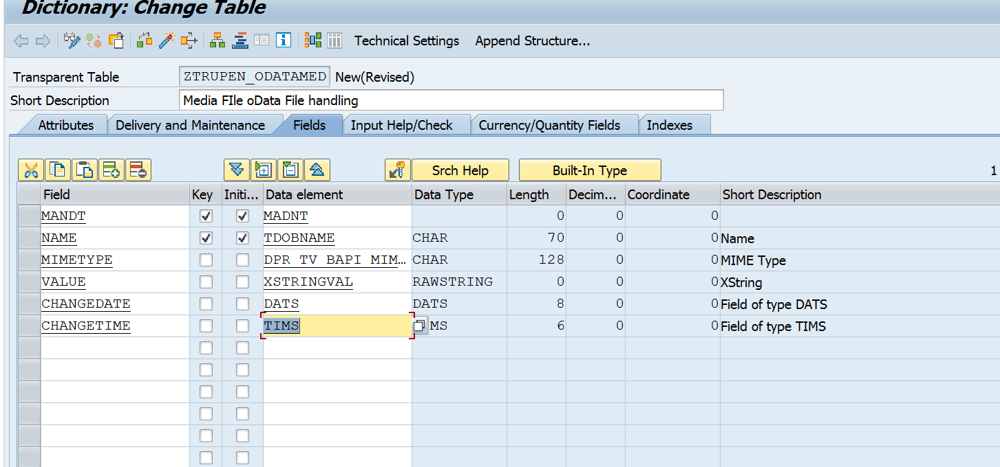 Dictionary: Change Table
Technical Settings Append Structure...
Transparent Table ZTRUPEN_ODATAMED New(Revised)
Short Description Media FIle oData File handling
Attributes Delivery and Maintenance Fields Input Help/Check Currency/Quantity Fields Indexes
Srch Help Built-In Type 1
Field Key Initi... Data element Data Type Length Decim... Coordinate Short Description
MANDT MADNT 0 0 0
NAME TDOBNAME CHAR 70 0 0 Name
MIMETYPE DPR_TV_BAPI_MIM... CHAR 128 0 0 MIME Type
VALUE XSTRINGVAL RAWSTRING 0 0 0 XString
CHANGEDATE DATS DATS 8 0 0 Field of type DATS
CHANGETIME TIMS MS 6 0 0 Field of type TIMS